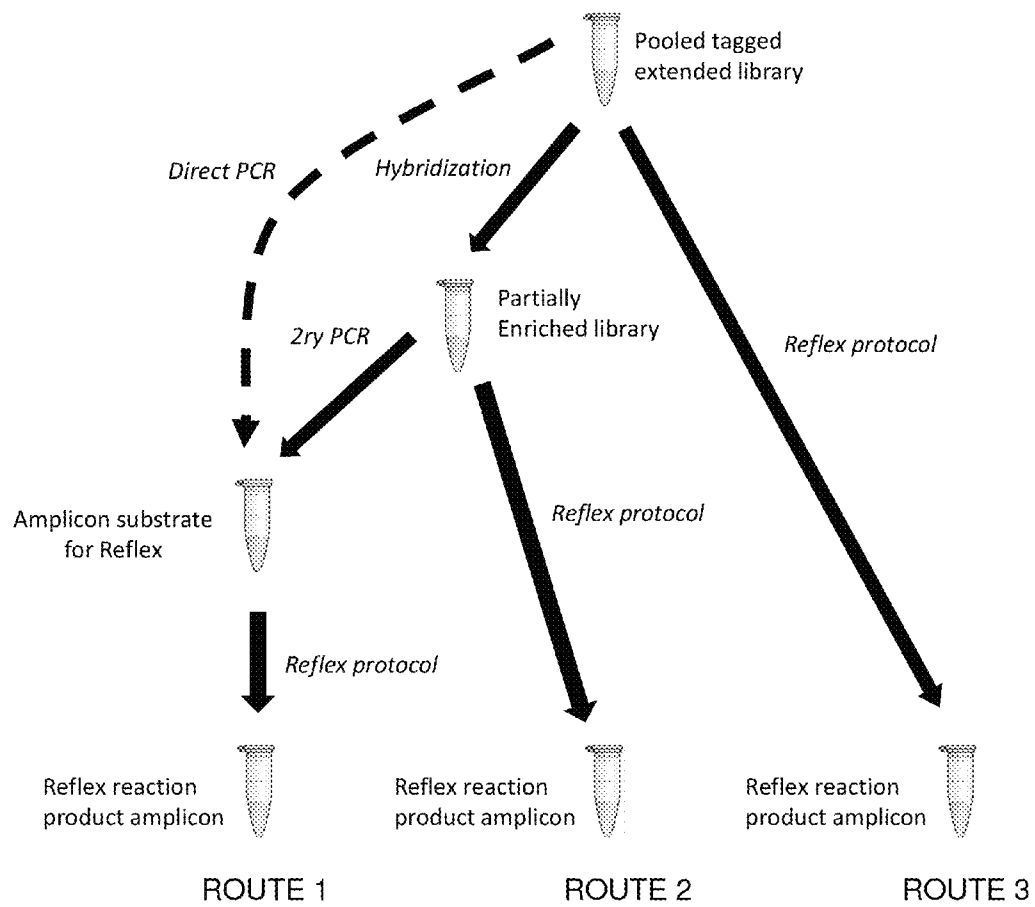 Pooled tagged
extended library
Direct PCR
Hybridization
Partially
Enriched library
2ry PCR
Reflex protocol
Amplicon substrate
for Reflex
Reflex protocol
Reflex protocol
Reflex reaction
product amplicon
Reflex reaction
product amplicon
Reflex reaction
product amplicon
ROUTE 1
ROUTE 2
ROUTE 3